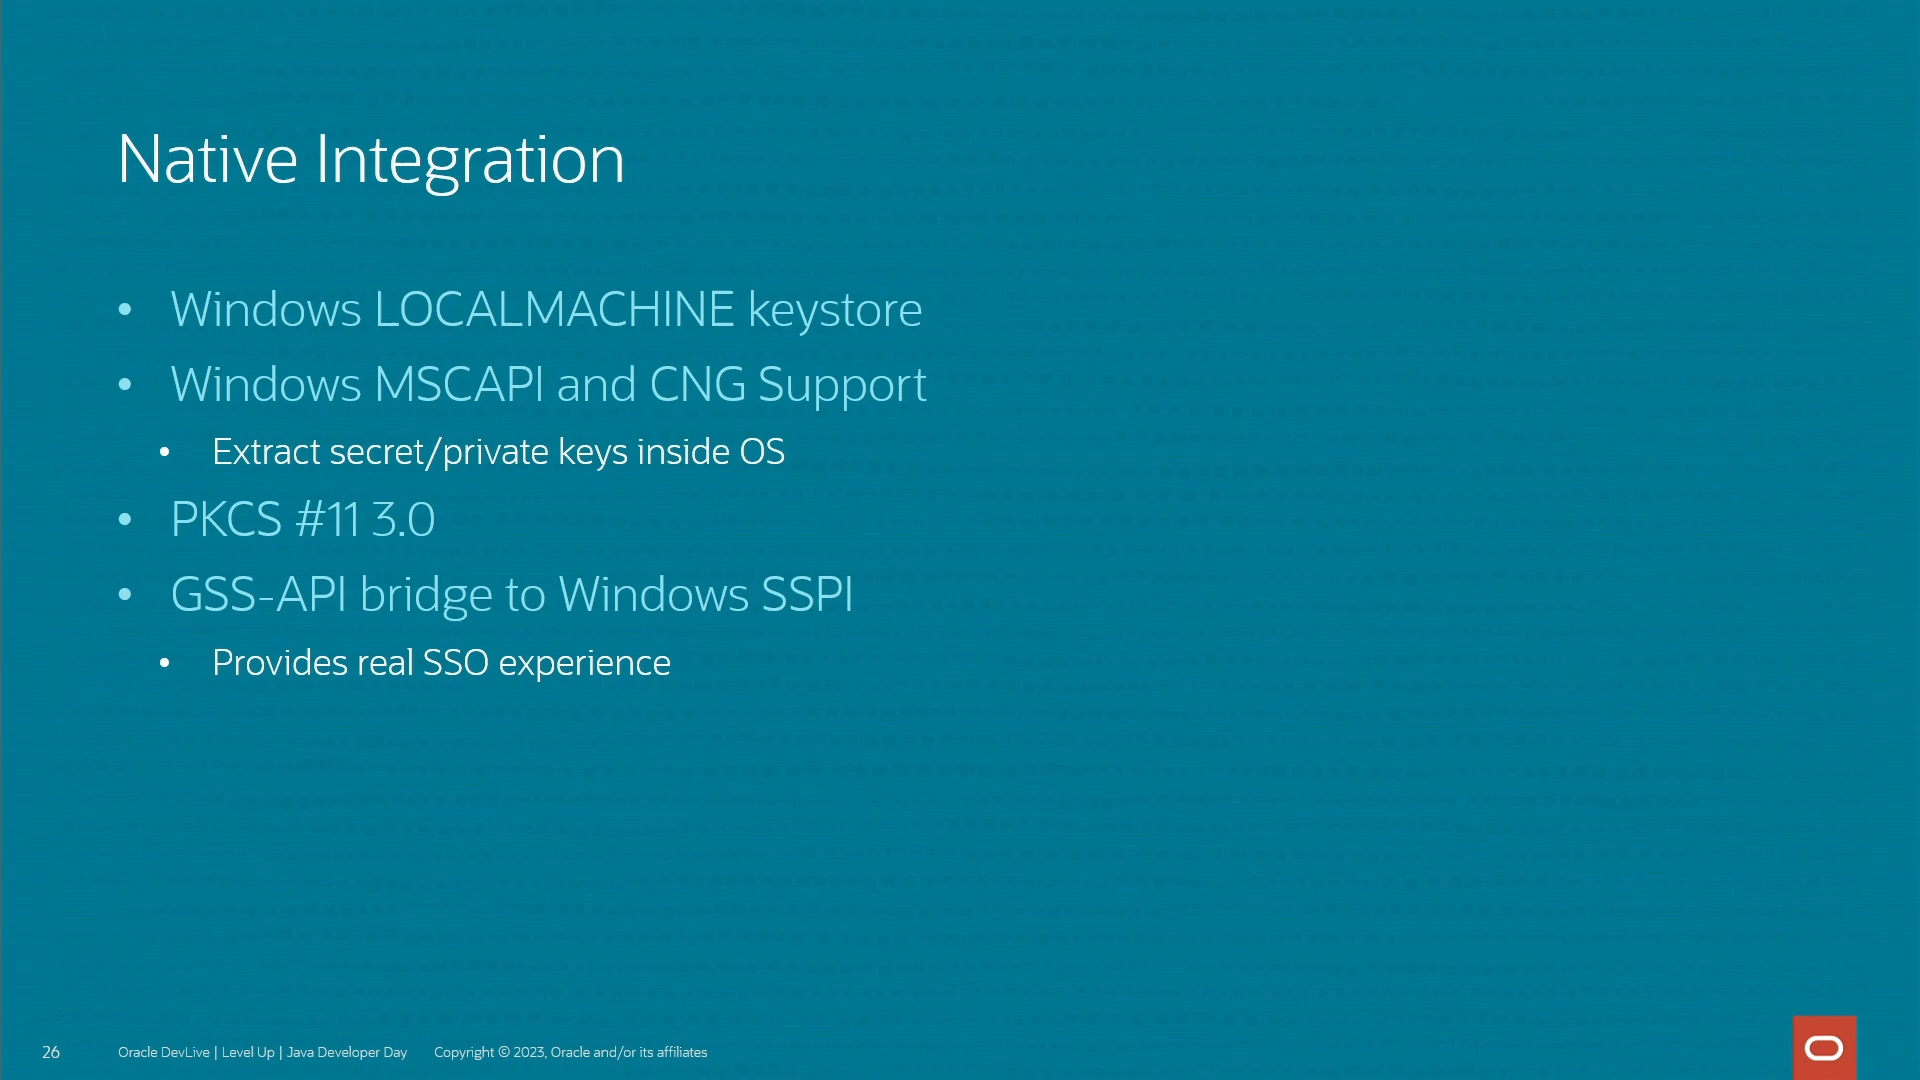 Native Integration
• Windows LOCALMACHINE keystore
• Windows MSCAPI and CNG Support
• Extract secret/private keys inside OS
• PKCS #11 3.0
• GSS-API bridge to Windows SSPI
• Provides real SSO experience
26 Oracle DevLive | Level Up | Java Developer Day Copyright © 2023, Oracle and/or its affiliates